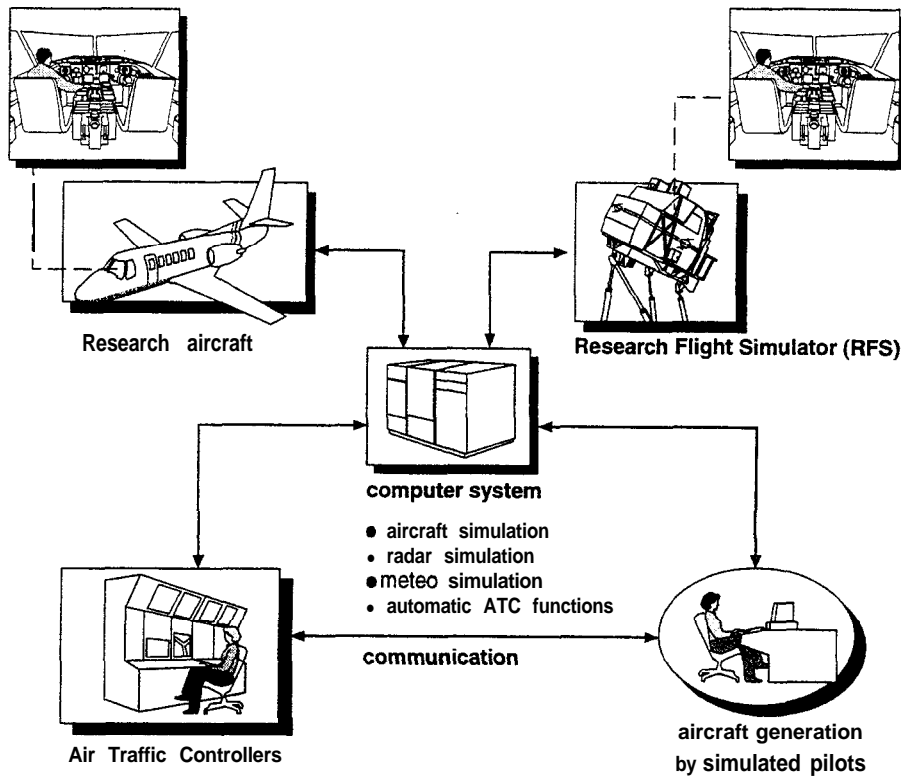 Research aircraft
Research Flight Simulator (RFS)
computer system
• aircraft simulation
• radar simulation
• meteo simulation
• automatic ATC functions
communication
Air Traffic Controllers
aircraft generation
by simulated pilots